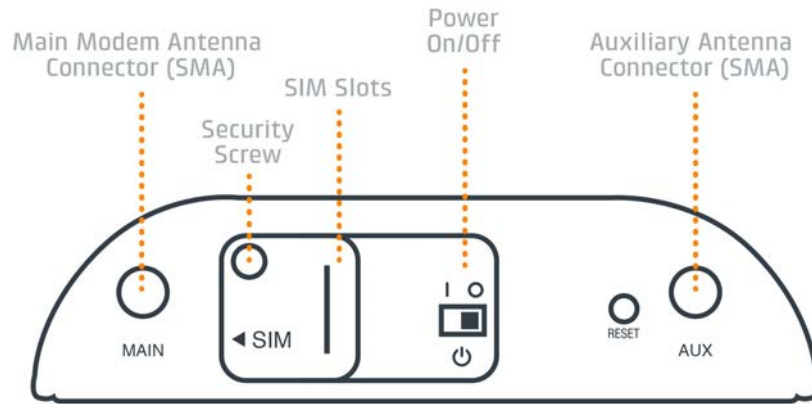 Main Modem Antenna
Connector (SMA)
Security
Screw
SIM Slots
Power
On/Off
Auxiliary Antenna
Connector (SMA)
MAIN
SIM
I O
RESET
AUX